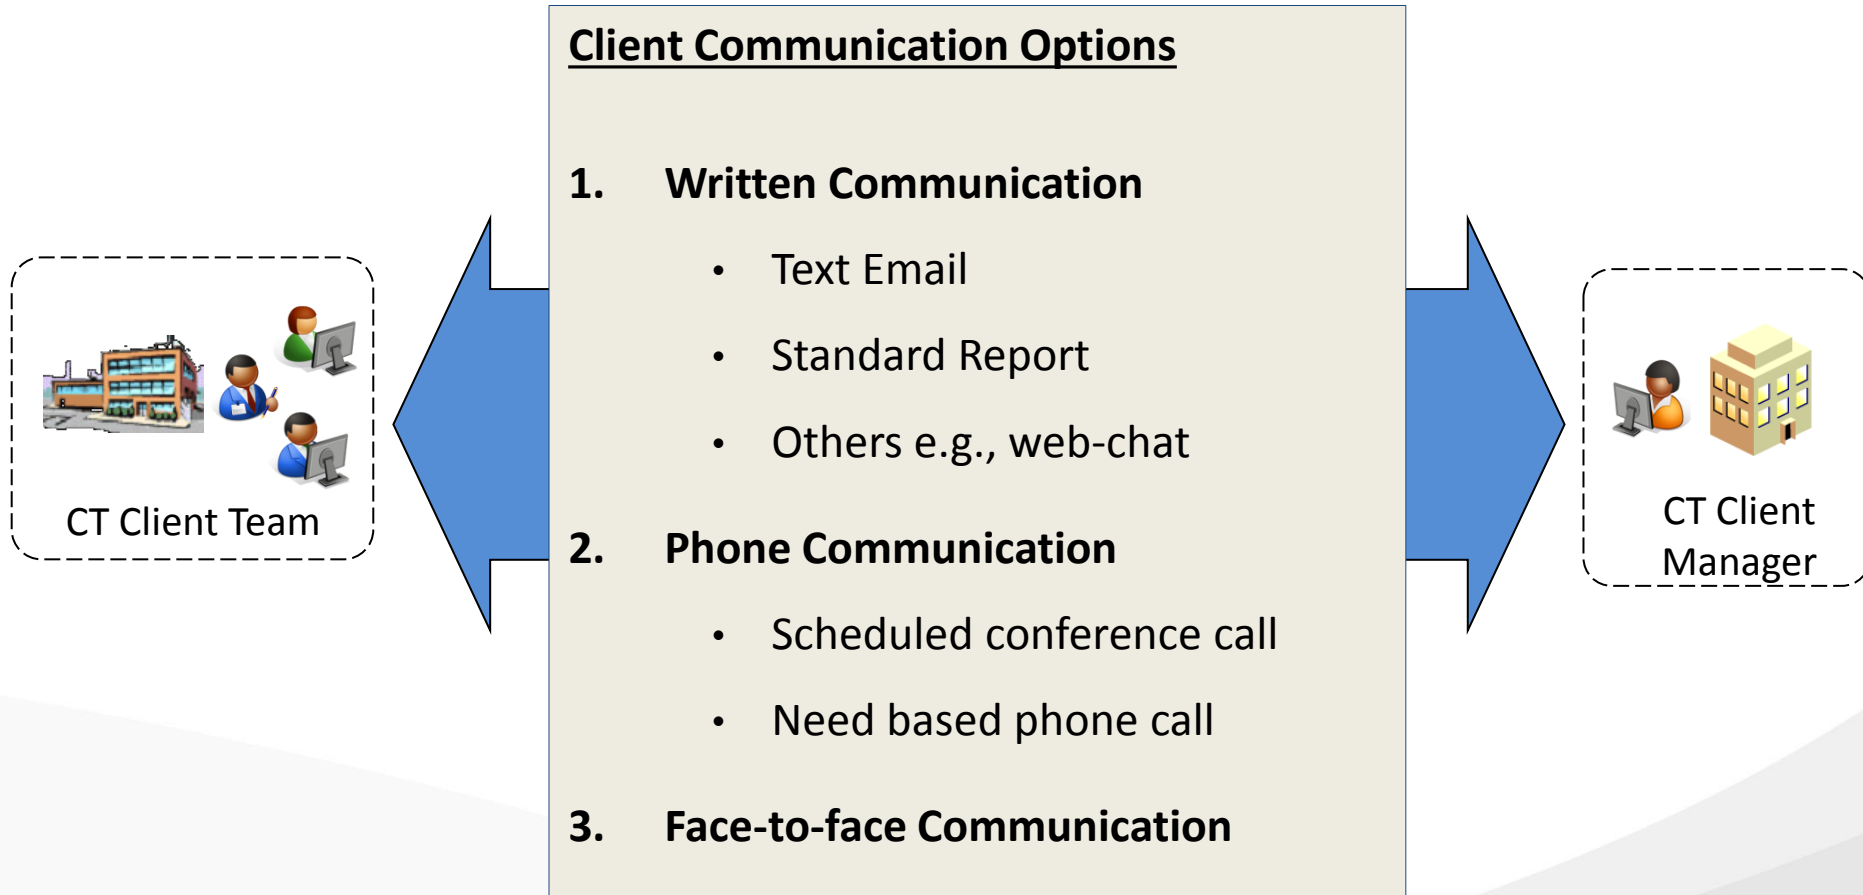 Client Communication Options
1. Written Communication
• Text Email
• Standard Report
• Others e.g., web-chat
2. Phone Communication
• Scheduled conference call
• Need based phone call
3. Face-to-face Communication
CT Client Team
CT Client
Manager